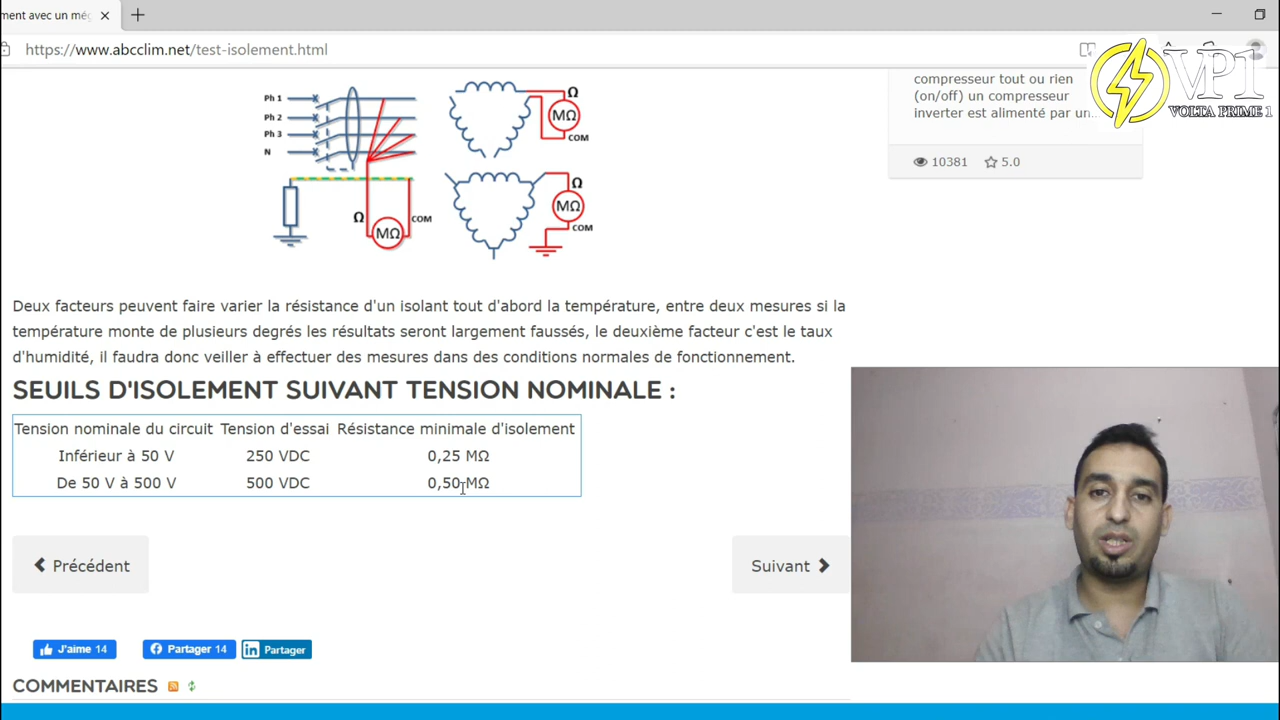 ment avec un még
https://www.abcclim.net/test-isolement.html
VP1
VOLTA PRIME 1
compresseur tout ou rien
(on/off) un compresseur
inverter est alimenté par un...
10381 5.0
Ph 1
Ph 2
Ph 3
N
Ω
MΩ
COM
Ω
MΩ
COM
Ω
MΩ
COM
Deux facteurs peuvent faire varier la résistance d'un isolant tout d'abord la température, entre deux mesures si la
température monte de plusieurs degrés les résultats seront largement faussés, le deuxième facteur c'est le taux
d'humidité, il faudra donc veiller à effectuer des mesures dans des conditions normales de fonctionnement.
SEUILS D'ISOLEMENT SUIVANT TENSION NOMINALE :
Tension nominale du circuit Tension d'essai Résistance minimale d'isolement
Inférieur à 50 V 250 VDC 0,25 MΩ
De 50 V à 500 V 500 VDC 0,50 MΩ
Précédent
Suivant
J'aime 14
Partager 14
Partager
COMMENTAIRES